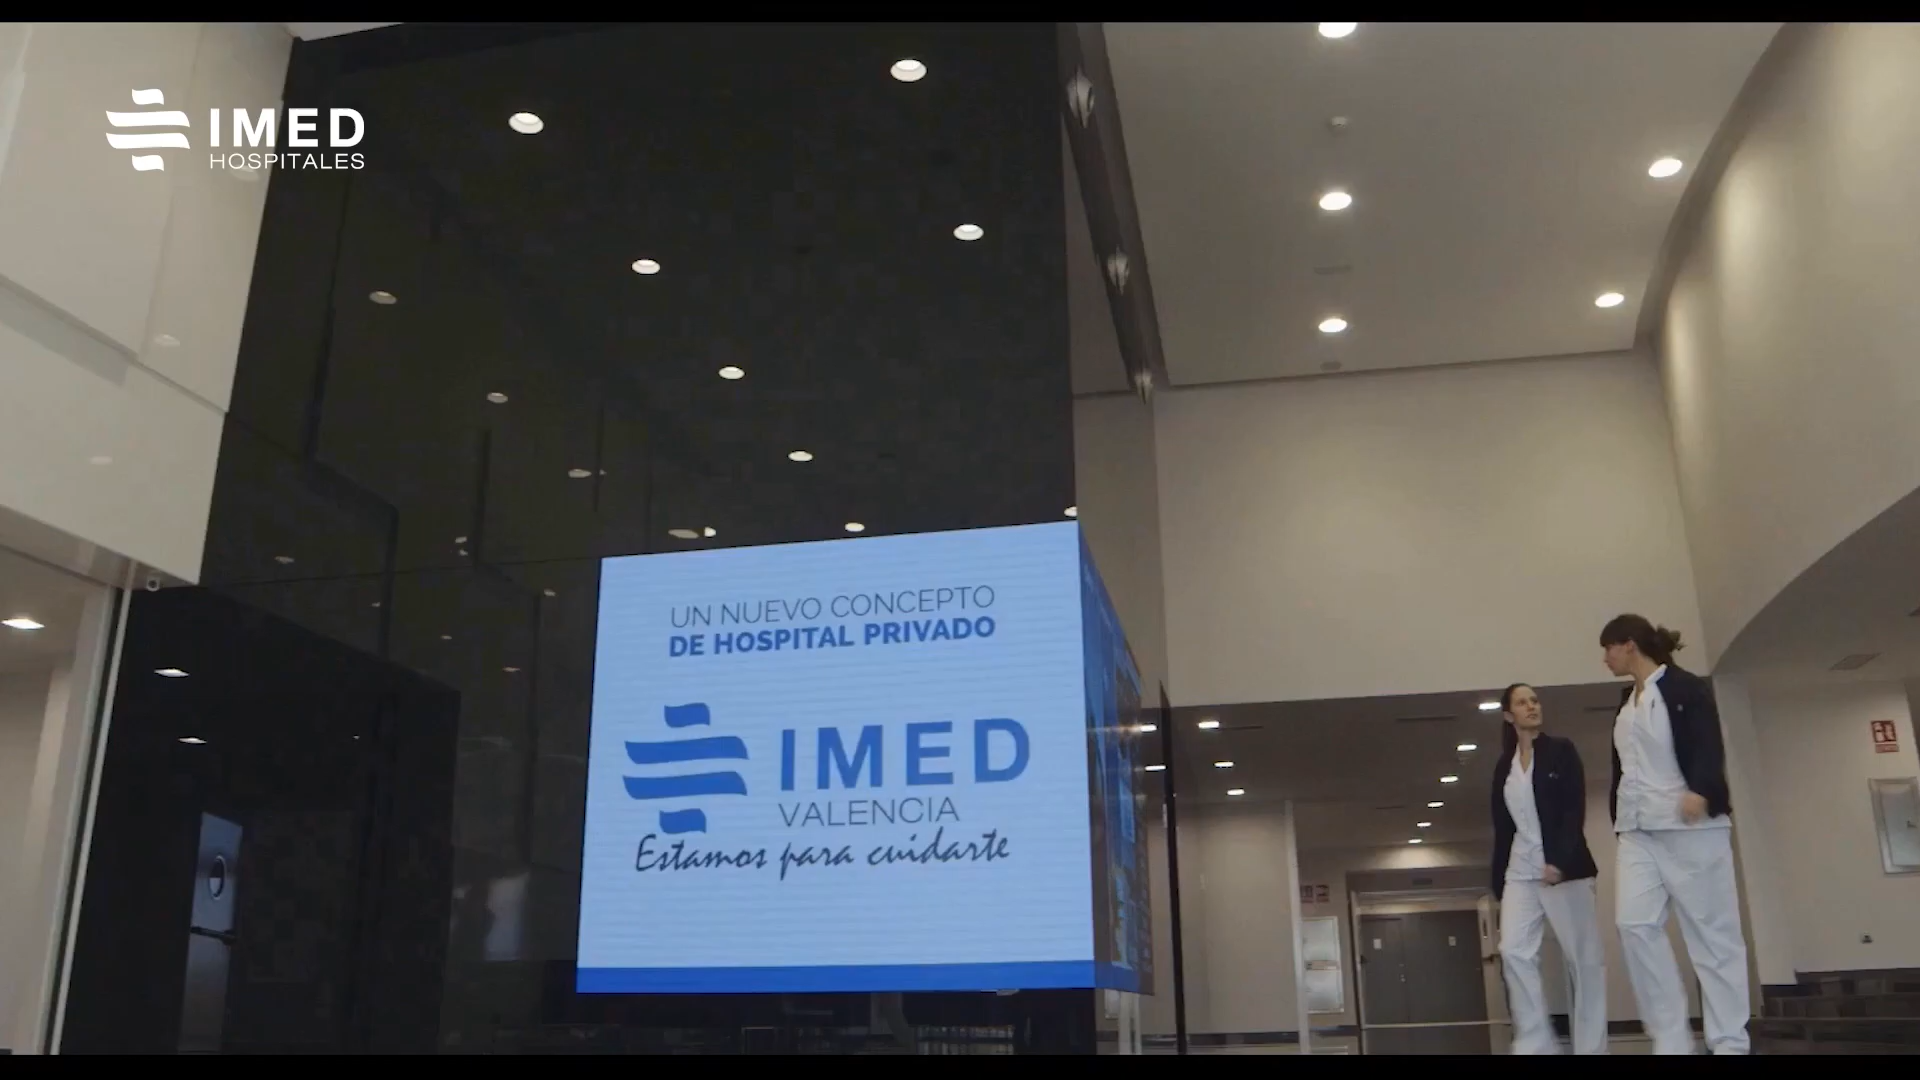 IMED
HOSPITALES
UN NUEVO CONCEPTO
DE HOSPITAL PRIVADO
IMED
VALENCIA
Estamos para cuidarte